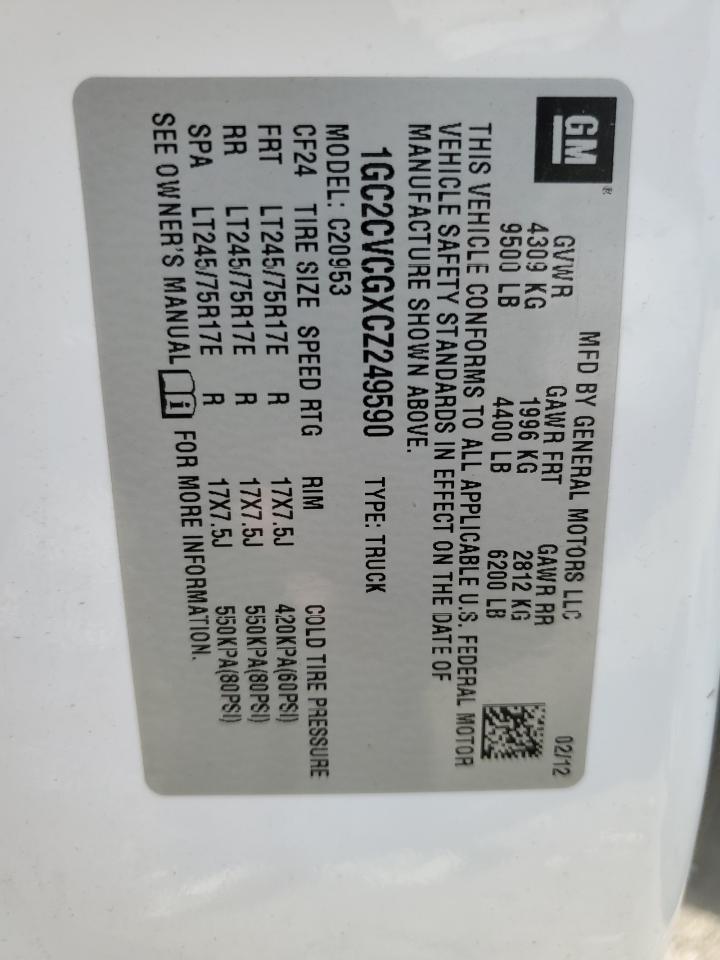 GM ®
MFD BY GENERAL MOTORS LLC 02/12
GVWR GAWR FRT GAWR RR
4309 KG 1996 KG 2812 KG
9500 LB 4400 LB 6200 LB
THIS VEHICLE CONFORMS TO ALL APPLICABLE U.S. FEDERAL MOTOR
VEHICLE SAFETY STANDARDS IN EFFECT ON THE DATE OF
MANUFACTURE SHOWN ABOVE.
1GC2CVCGXCZ249590 TYPE: TRUCK
MODEL: C20953
CF24 TIRE SIZE SPEED RTG RIM COLD TIRE PRESSURE
FRT LT245/75R17E R 17X7.5J 420KPA(60PSI)
RR LT245/75R17E R 17X7.5J 550KPA(80PSI)
SPA LT245/75R17E R 17X7.5J 550KPA(80PSI)
SEE OWNER'S MANUAL i FOR MORE INFORMATION.